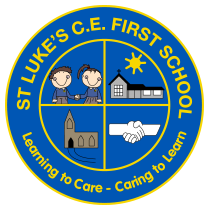 ST LUKE'S C.E. FIRST SCHOOL
Learning to Care - Caring to Learn